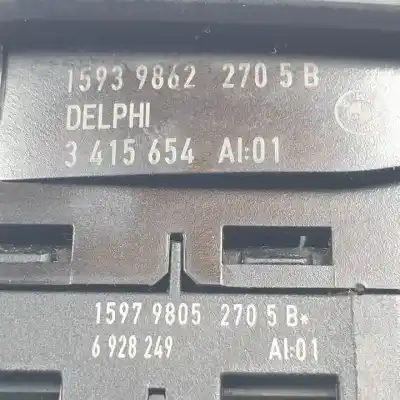 1593 9862 270 5 B
DELPHI
3 415 654 AI:01
1597 9805 270 5 B*
6 928 249 AI:01